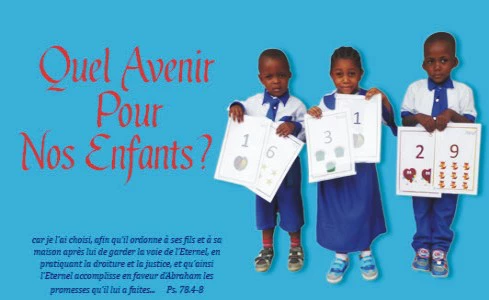 Quel Avenir
Pour
Nos Enfants?
1
6
3
1
2
9
car je l'ai choisi, afin qu'il ordonne à ses fils et à sa
maison après lui de garder la voie de l'Eternel, en
pratiquant la droiture et la justice, et qu'ainsi
l'Eternel accomplisse en faveur d'Abraham les
promesses qu'il lui a faites... Ps. 78.4-8